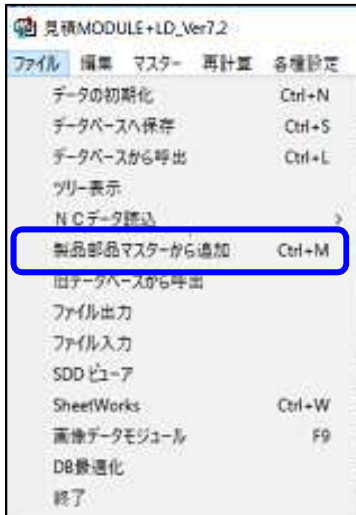 見積MODULE+LD_Ver7.2
ファイル 編集 マスター 再計算 各種設定
データの初期化 Ctrl+N
データベースへ保存 Ctrl+S
データベースから呼出 Ctrl+L
ツリー表示
NCデータ読込 >
製品部品マスターから追加 Ctrl+M
旧データベースから呼出
ファイル出力
ファイル入力
SDDビューア
SheetWorks Ctrl+W
画像データモジュール F9
DB最適化
終了